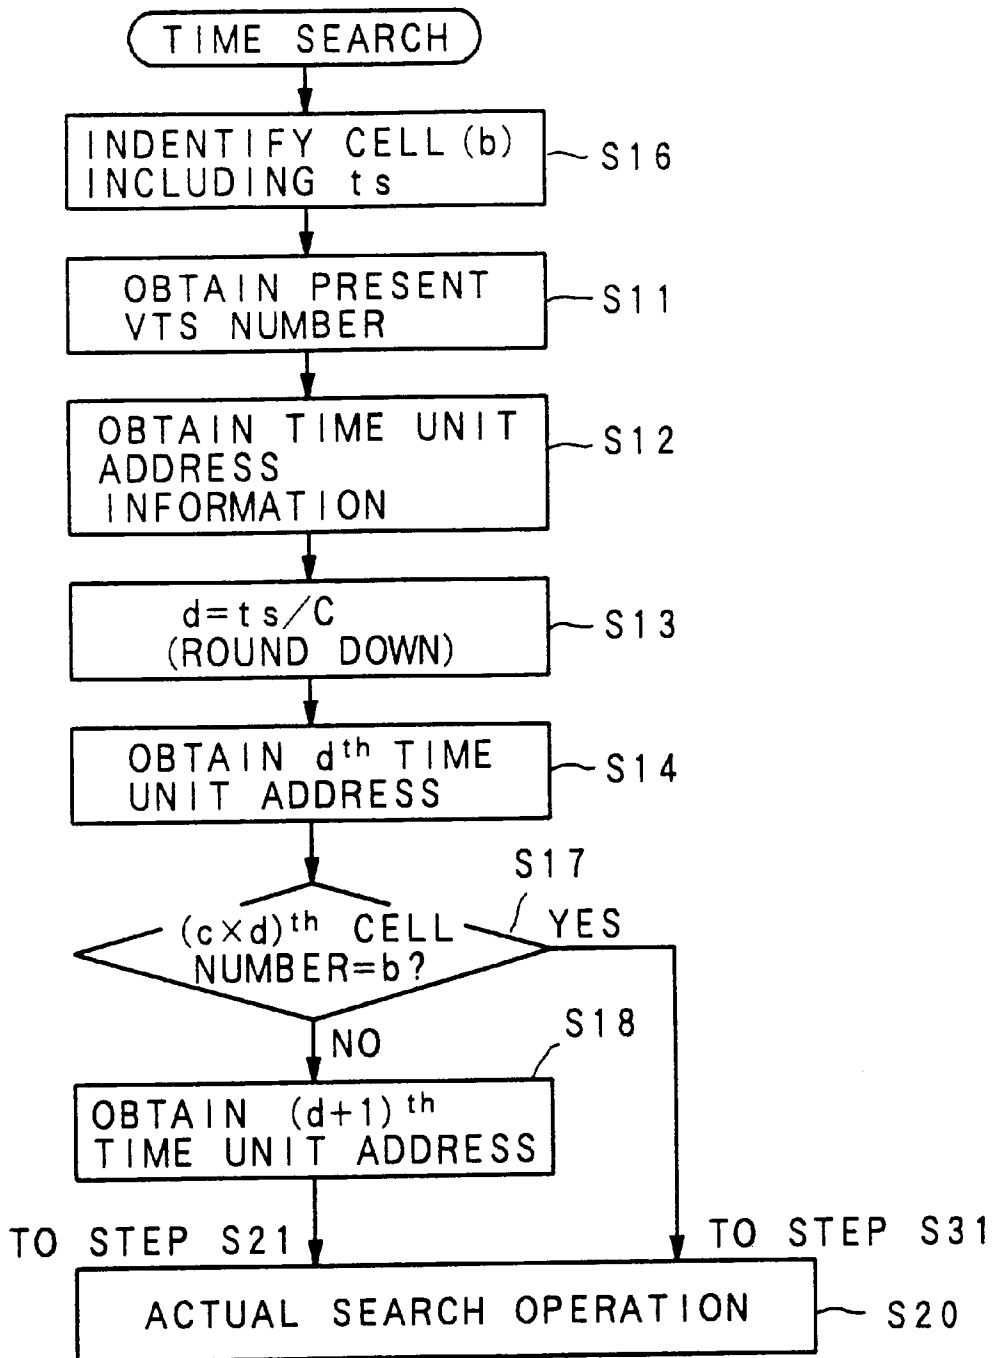 TIME SEARCH
INDENTIFY CELL (b)
INCLUDING ts
S16
OBTAIN PRESENT
VTS NUMBER
S11
OBTAIN TIME UNIT
ADDRESS
INFORMATION
S12
d=ts/C
(ROUND DOWN)
S13
OBTAIN dth TIME
UNIT ADDRESS
S14
S17
(c×d)th CELL
NUMBER=b?
YES
NO
S18
OBTAIN (d+1)th
TIME UNIT ADDRESS
TO STEP S21
TO STEP S31
ACTUAL SEARCH OPERATION
S20